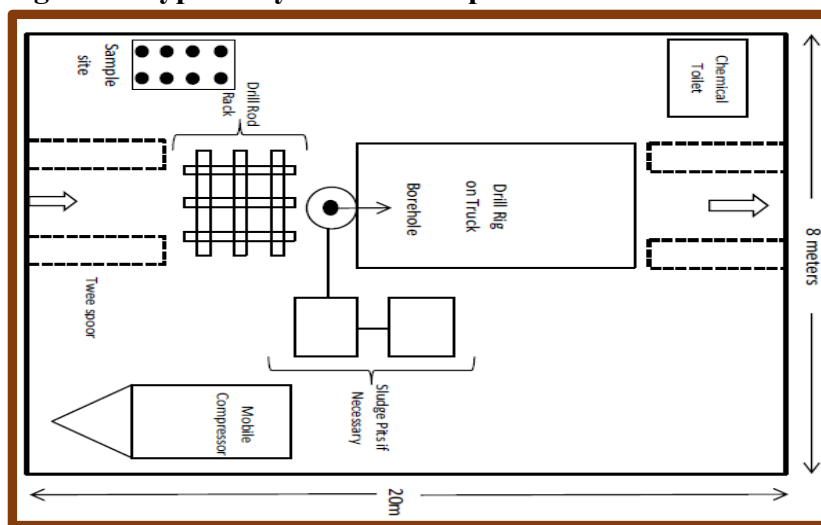 Sample
site
Drill Rod
Rack
Chemical
Toilet
Drill Rig
on Truck
Borehole
8 meters
Twee spoor
Sludge Pits if
Necessary
Mobile
Compressor
20m